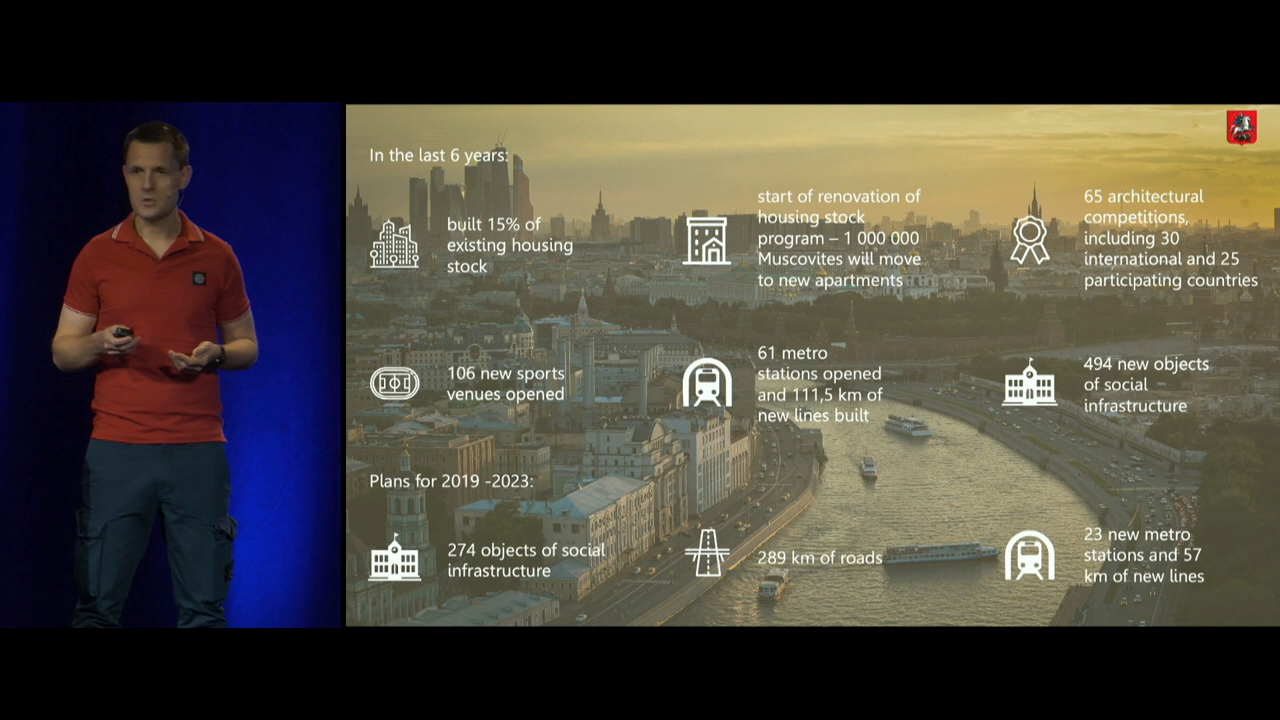 In the last 6 years:
built 15% of
existing housing
stock
start of renovation of
housing stock
program – 1 000 000
Muscovites will move
to new apartments
65 architectural
competitions,
including 30
international and 25
participating countries
106 new sports
venues opened
61 metro
stations opened
and 111,5 km of
new lines built
494 new objects
of social
infrastructure
Plans for 2019 -2023:
274 objects of social
infrastructure
289 km of roads
23 new metro
stations and 57
km of new lines